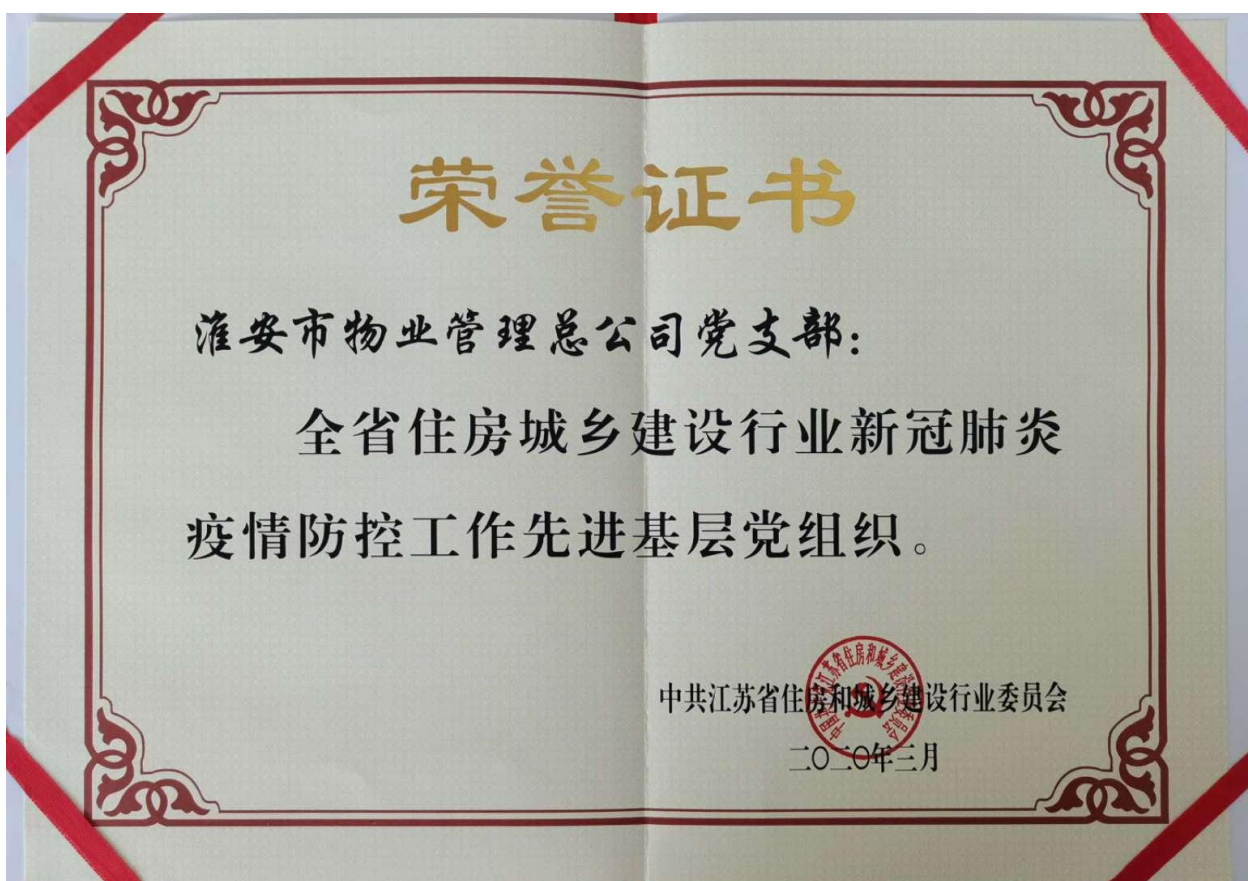 荣誉证书
淮安市物业管理总公司党支部：
全省住房城乡建设行业新冠肺炎
疫情防控工作先进基层党组织。
中共江苏省住房和城乡建设行业委员会
二〇二〇年三月